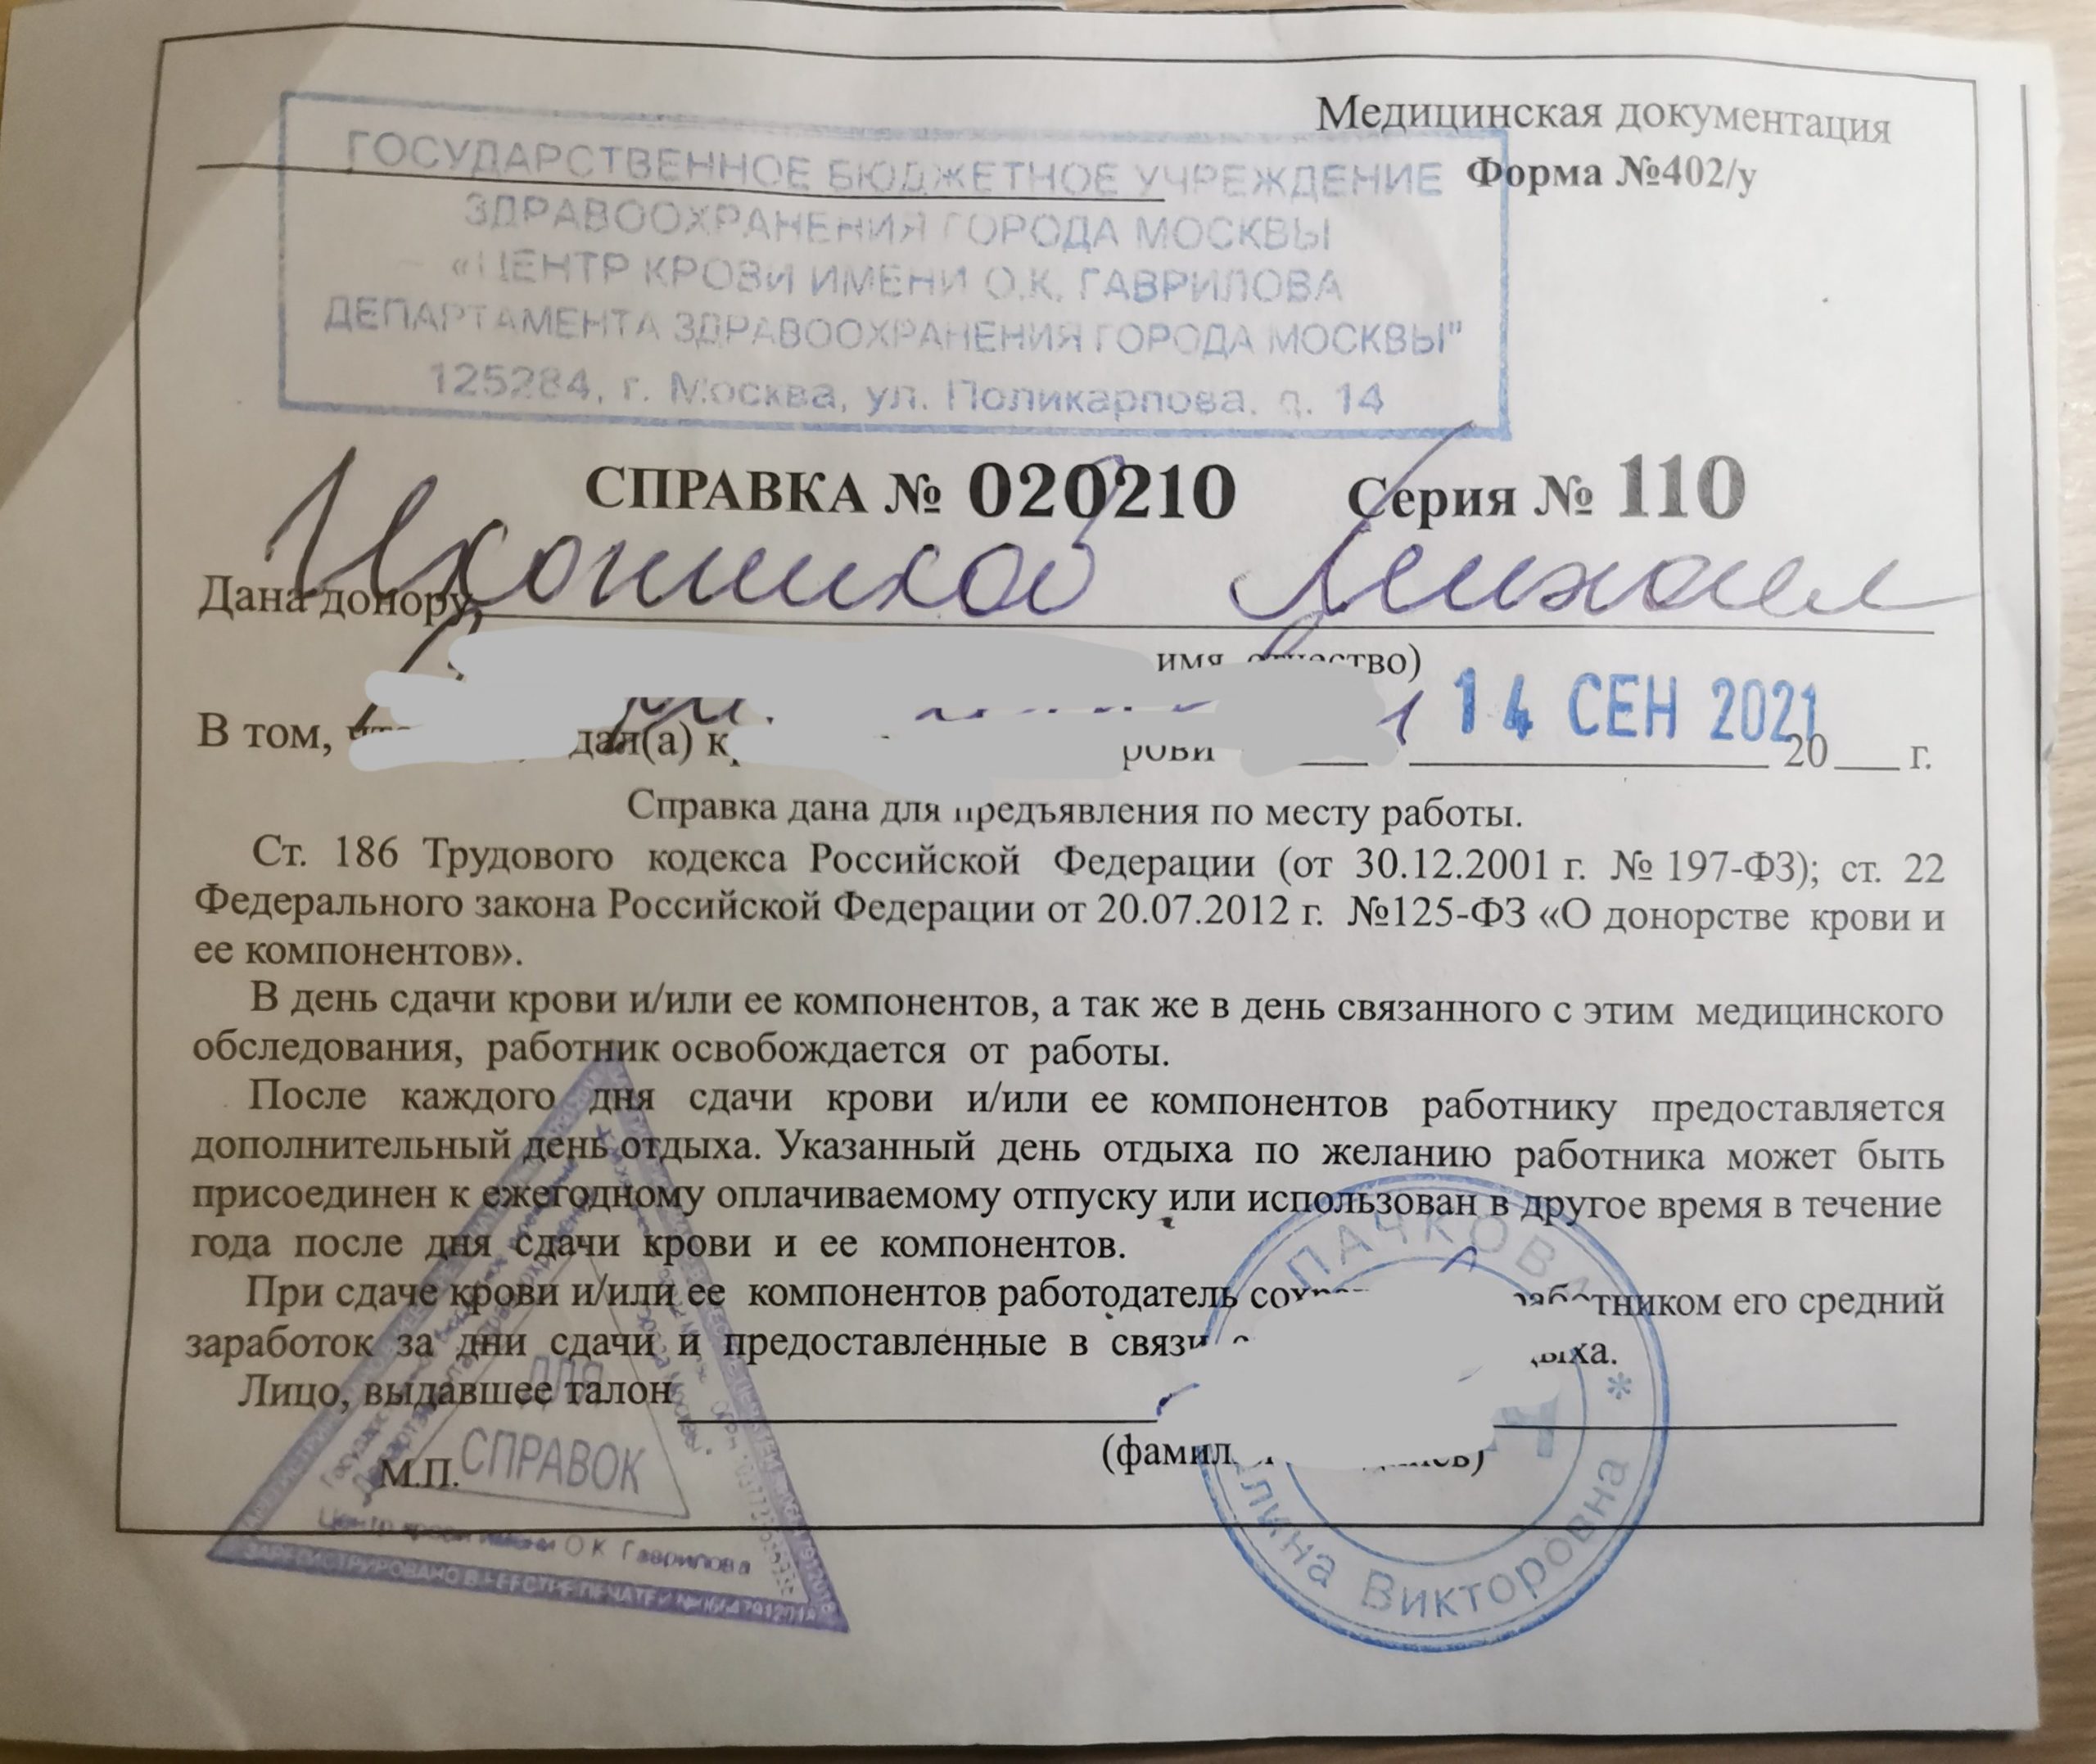 Медицинская документация
Форма №402/у
ГОСУДАРСТВЕННОЕ БЮДЖЕТНОЕ УЧРЕЖДЕНИЕ
ЗДРАВООХРАНЕНИЯ ГОРОДА МОСКВЫ
«ЦЕНТР КРОВИ ИМЕНИ О.К. ГАВРИЛОВА
ДЕПАРТАМЕНТА ЗДРАВООХРАНЕНИЯ ГОРОДА МОСКВЫ"
125284, г. Москва, ул. Поликарпова, д. 14
СПРАВКА № 020210 Серия № 110
Дана донору, Иконников Михаил
имя, отчество)
В том, что дал(а) крови 14 СЕН 2021 20 г.
Справка дана для предъявления по месту работы.
Ст. 186 Трудового кодекса Российской Федерации (от 30.12.2001 г. № 197-ФЗ); ст. 22
Федерального закона Российской Федерации от 20.07.2012 г. №125-ФЗ «О донорстве крови и
ее компонентов».
В день сдачи крови и/или ее компонентов, а так же в день связанного с этим медицинского
обследования, работник освобождается от работы.
После каждого дня сдачи крови и/или ее компонентов работнику предоставляется
дополнительный день отдыха. Указанный день отдыха по желанию работника может быть
присоединен к ежегодному оплачиваемому отпуску или использован в другое время в течение
года после дня сдачи крови и ее компонентов.
При сдаче крови и/или ее компонентов работодатель работником его средний
заработок за дни сдачи и предоставленные в связи
Лицо, выдавшее талон
М.П.
ДЛЯ
СПРАВОК
Центр крови имени О.К. Гаврилова
ПАЧКОВА
Викторовна